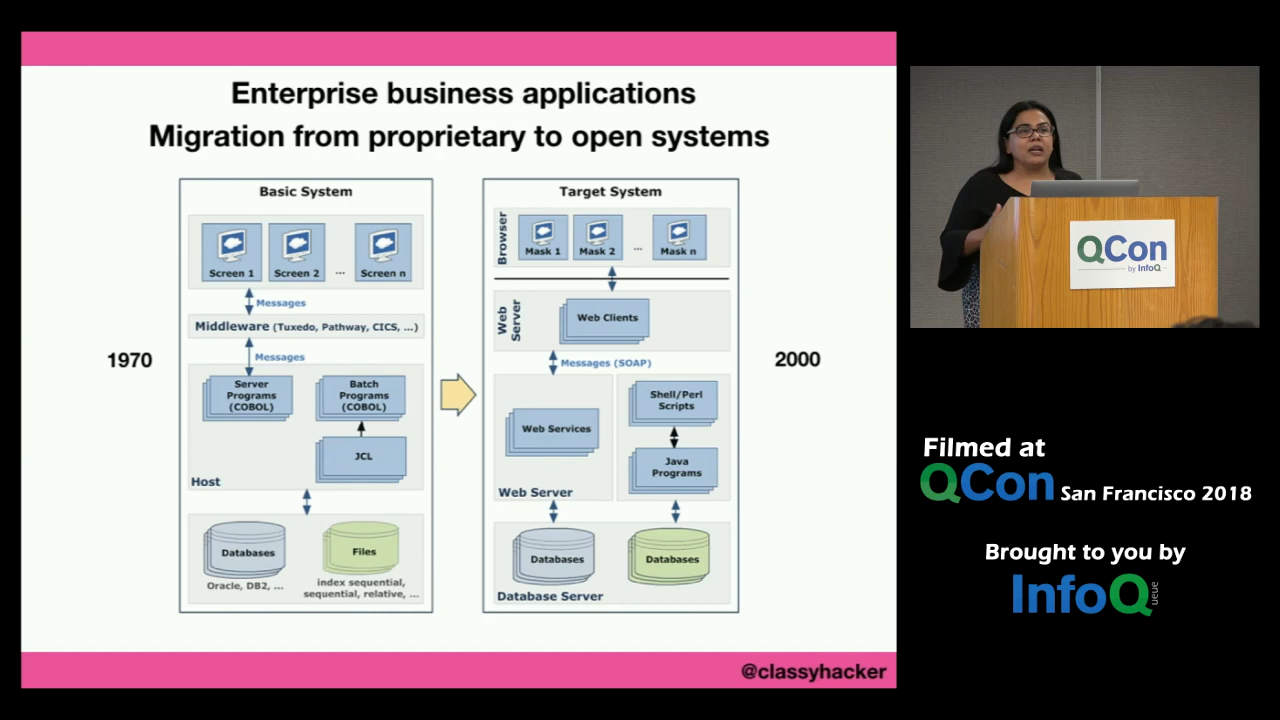 Enterprise business applications
Migration from proprietary to open systems
1970
Basic System
Screen 1
Screen 2
...
Screen n
Messages
Middleware (Tuxedo, Pathway, CICS, ...)
Messages
Server
Programs
(COBOL)
Batch
Programs
(COBOL)
JCL
Host
Databases
Files
Oracle, DB2, ...
index sequential,
sequential, relative, ...
Target System
Browser
Mask 1
Mask 2
...
Mask n
Web
Server
Web Clients
Messages (SOAP)
Web Services
Shell/Perl
Scripts
Java
Programs
Web Server
Databases
Databases
Database Server
2000
@classyhacker
QCon
by InfoQ
Filmed at
QCon San Francisco 2018
Brought to you by
InfoQueue